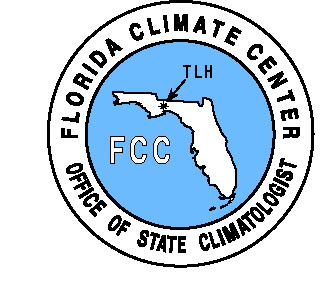 FLORIDA CLIMATE CENTER
TLH
FCC
OFFICE OF STATE CLIMATOLOGIST